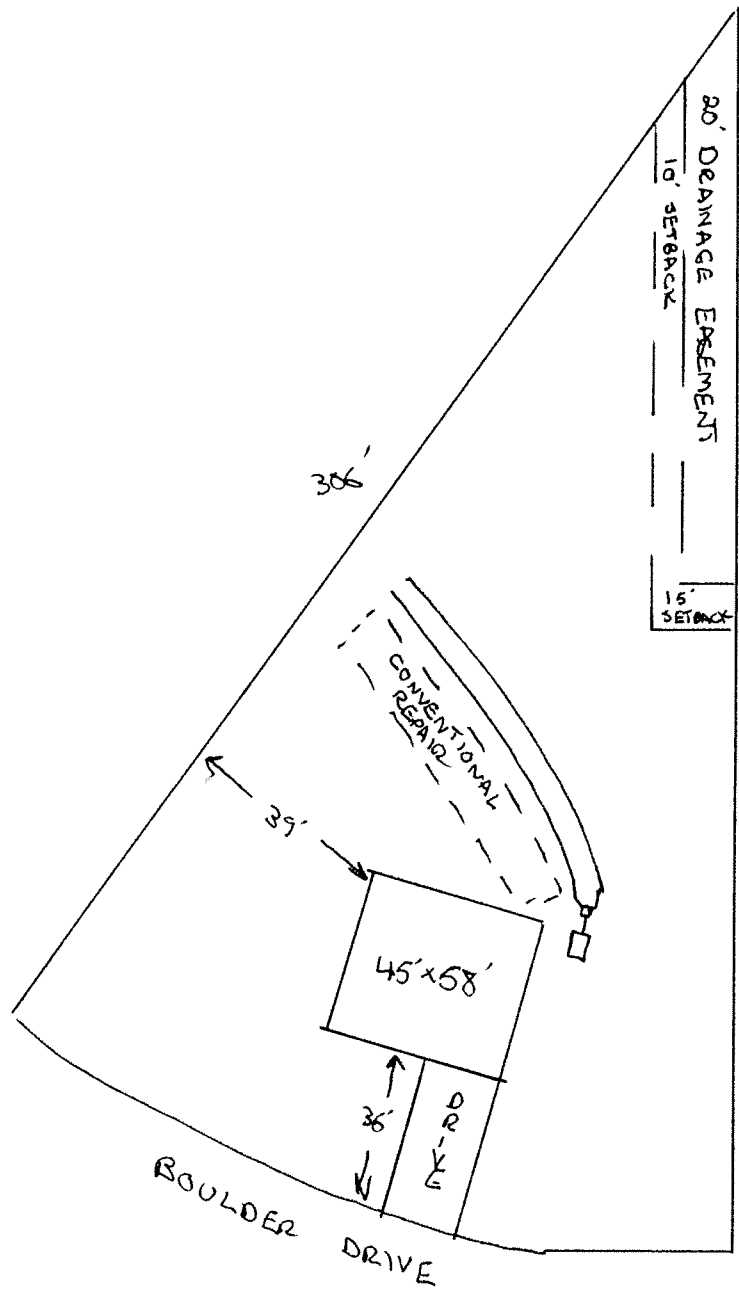 20' DRAINAGE EASEMENT
10' SETBACK
306'
15'
SETBACK
CONVENTIONAL
REPAIR
39'
45'x58'
36'
DRIVE
BOULDER DRIVE